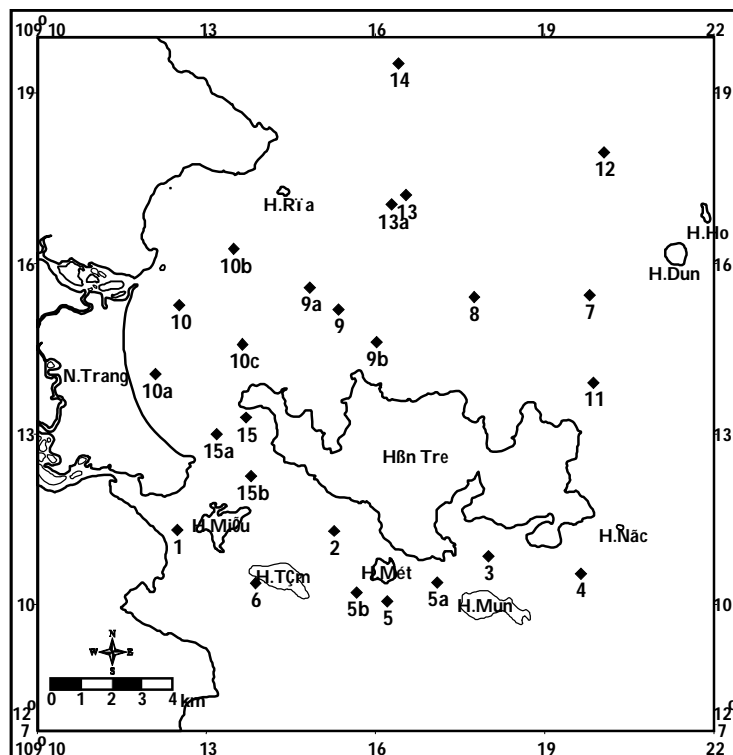 109° 10 13 16 19 22
19 19
14
12
H.Rïa
13
13a
H.Ho
16 16
10b
H.Dun
9a
10
9
8
7
10c
9b
N.Trang
10a
11
13 13
15
15a
Hßn Tre
15b
H.Miôu
1
2
H.Nãc
3
H.TÇm
H.Mét
4
6
5b
5
5a
H.Mun
10 10
N
W E
S
0 1 2 3 4 km
12° 12°
7 7
109° 10 13 16 19 22